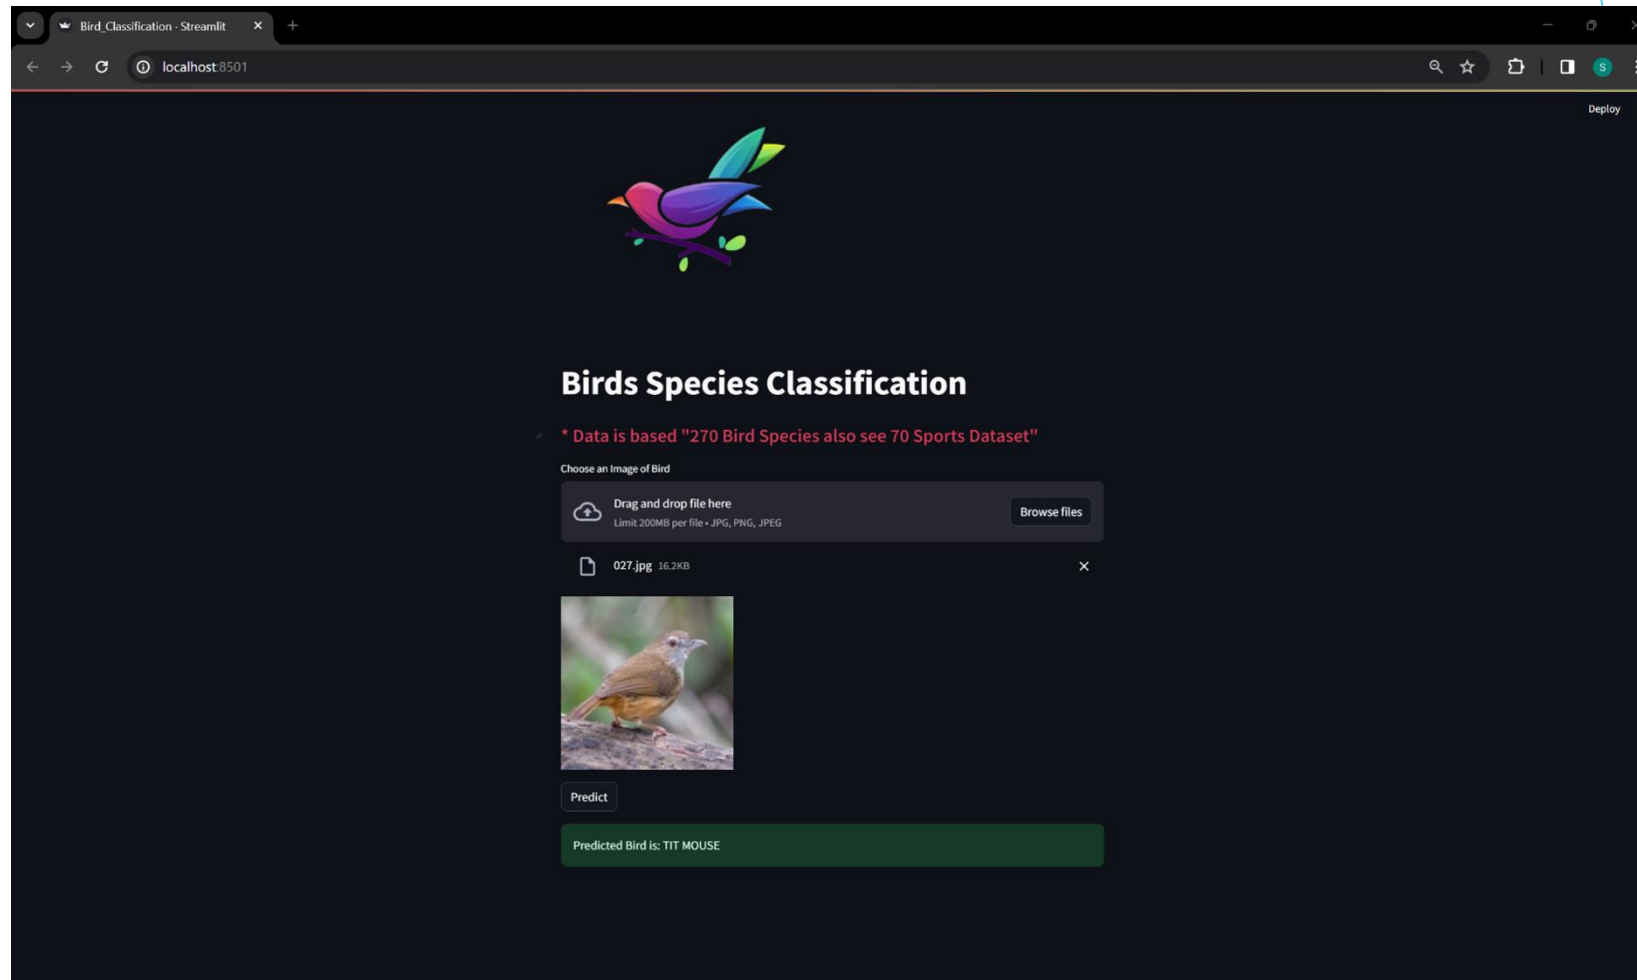 Bird_Classification · Streamlit
localhost:8501
S
Deploy
Birds Species Classification
* Data is based "270 Bird Species also see 70 Sports Dataset"
Choose an Image of Bird
Drag and drop file here
Limit 200MB per file • JPG, PNG, JPEG
Browse files
027.jpg 16.2KB
Predict
Predicted Bird is: TIT MOUSE